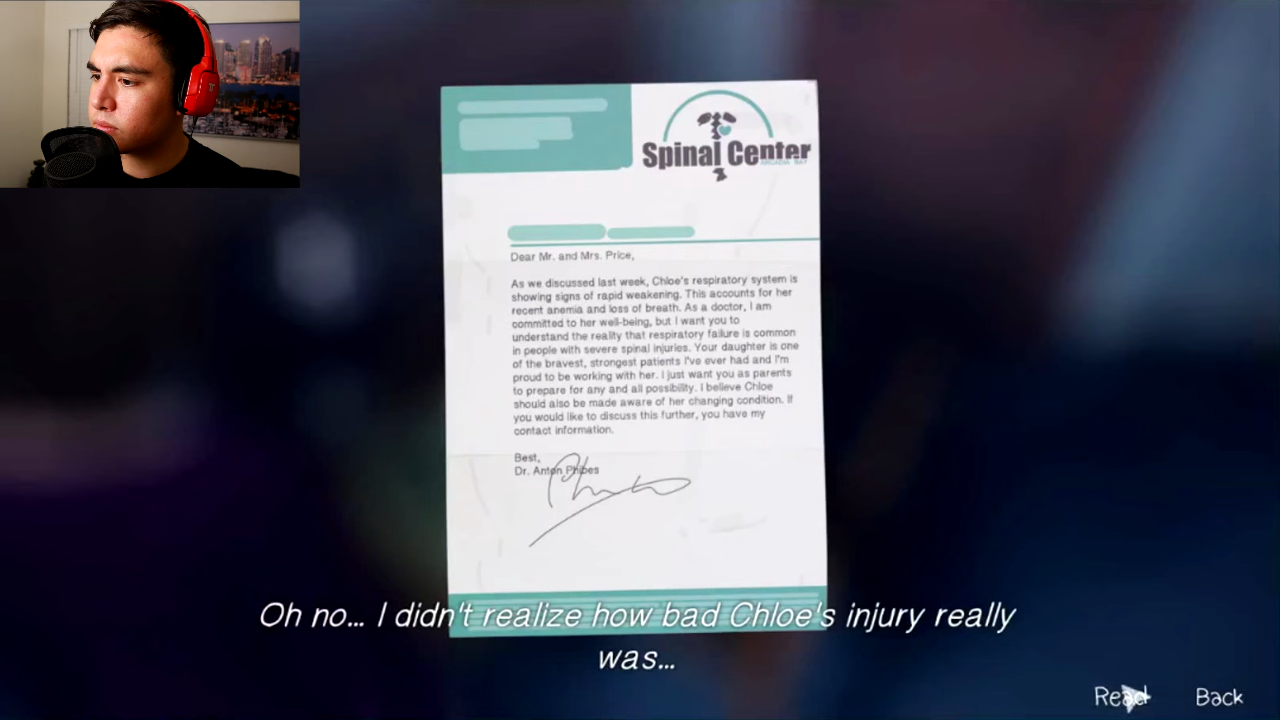 Spinal Center
ARCADIA BAY
Dear Mr. and Mrs. Price,
As we discussed last week, Chloe's respiratory system is
showing signs of rapid weakening. This accounts for her
recent anemia and loss of breath. As a doctor, I am
committed to her well-being, but I want you to
understand the reality that respiratory failure is common
in people with severe spinal injuries. Your daughter is one
of the bravest, strongest patients I've ever had and I'm
proud to be working with her. I just want you as parents
to prepare for any and all possibility. I believe Chloe
should also be made aware of her changing condition. If
you would like to discuss this further, you have my
contact information.
Best,
Dr. Anton Phibes
Oh no... I didn't realize how bad Chloe's injury really
was...
Read Back